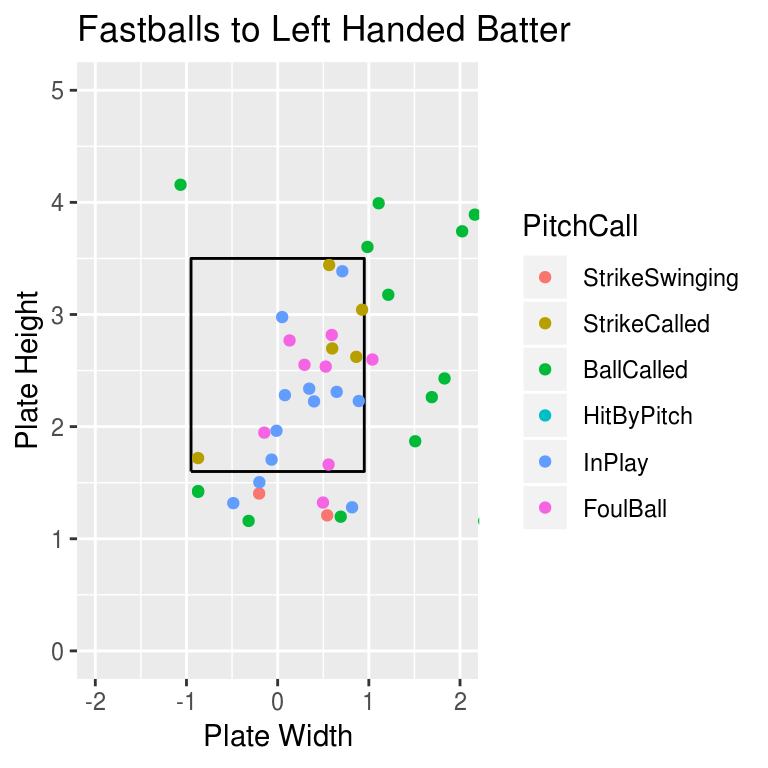 Fastballs to Left Handed Batter
5
4
3
2
1
0
Plate Height
-2 -1 0 1 2
Plate Width
PitchCall
StrikeSwinging
StrikeCalled
BallCalled
HitByPitch
InPlay
FoulBall